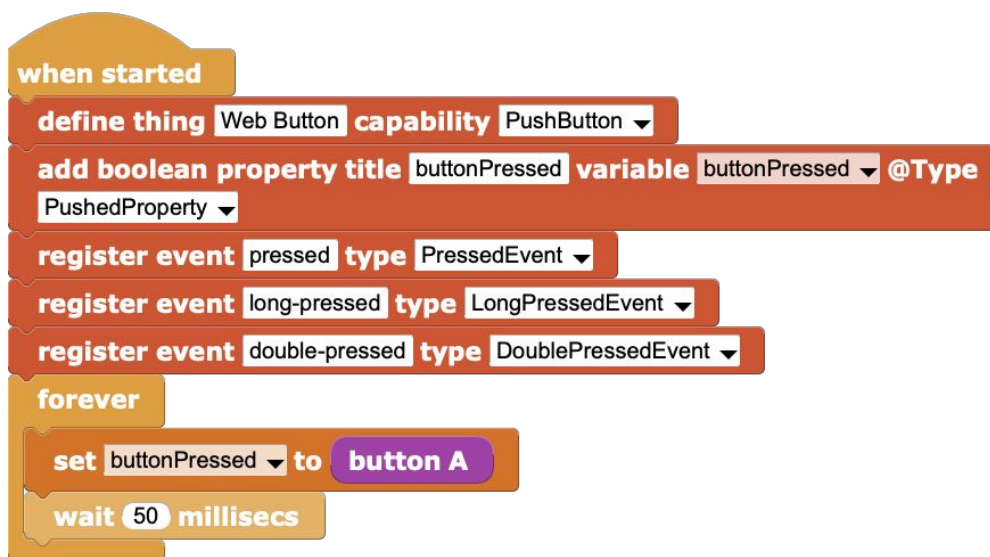 when started
define thing Web Button capability PushButton
add boolean property title buttonPressed variable buttonPressed @Type
PushedProperty
register event pressed type PressedEvent
register event long-pressed type LongPressedEvent
register event double-pressed type DoublePressedEvent
forever
set buttonPressed to button A
wait 50 millisecs